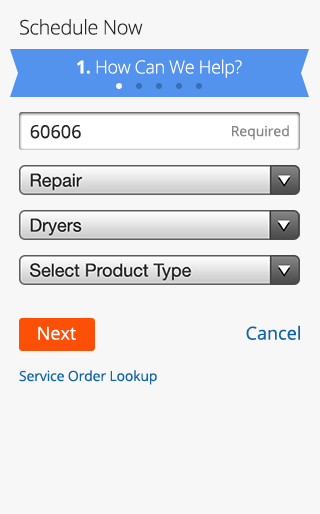 Schedule Now
1. How Can We Help?
60606 Required
Repair
Dryers
Select Product Type
Next Cancel
Service Order Lookup